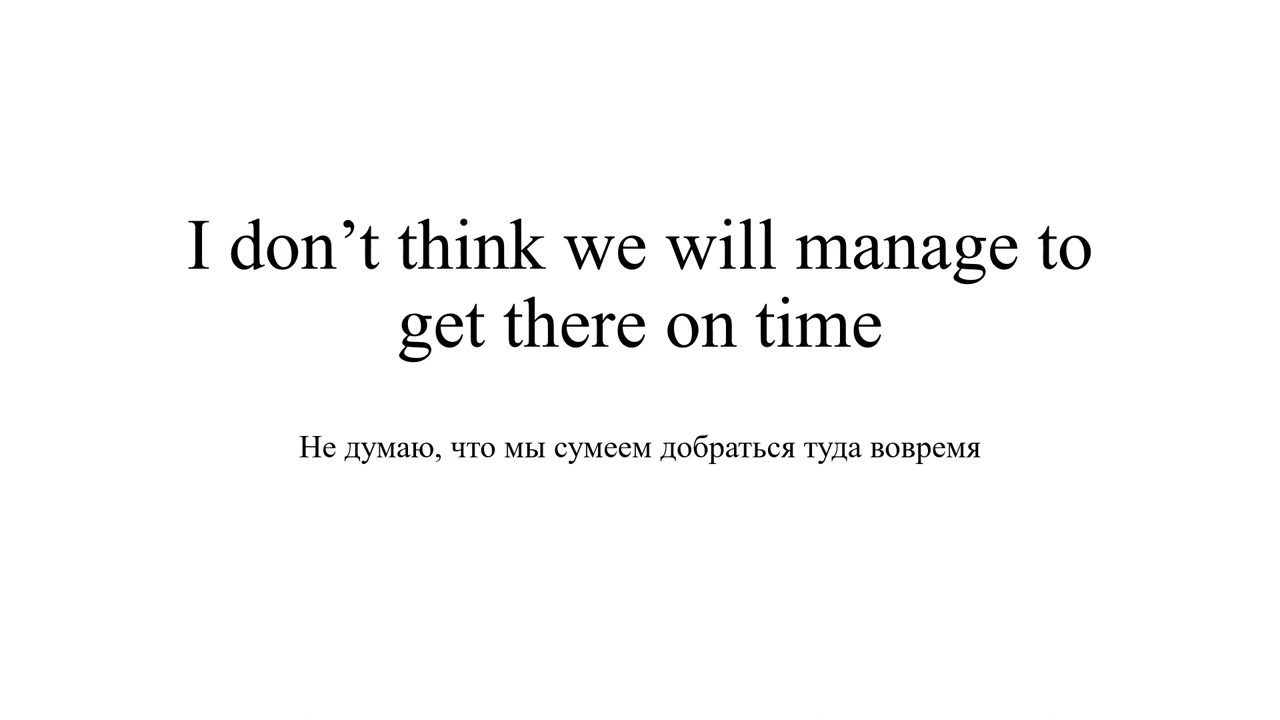 I don’t think we will manage to
get there on time
Не думаю, что мы сумеем добраться туда вовремя